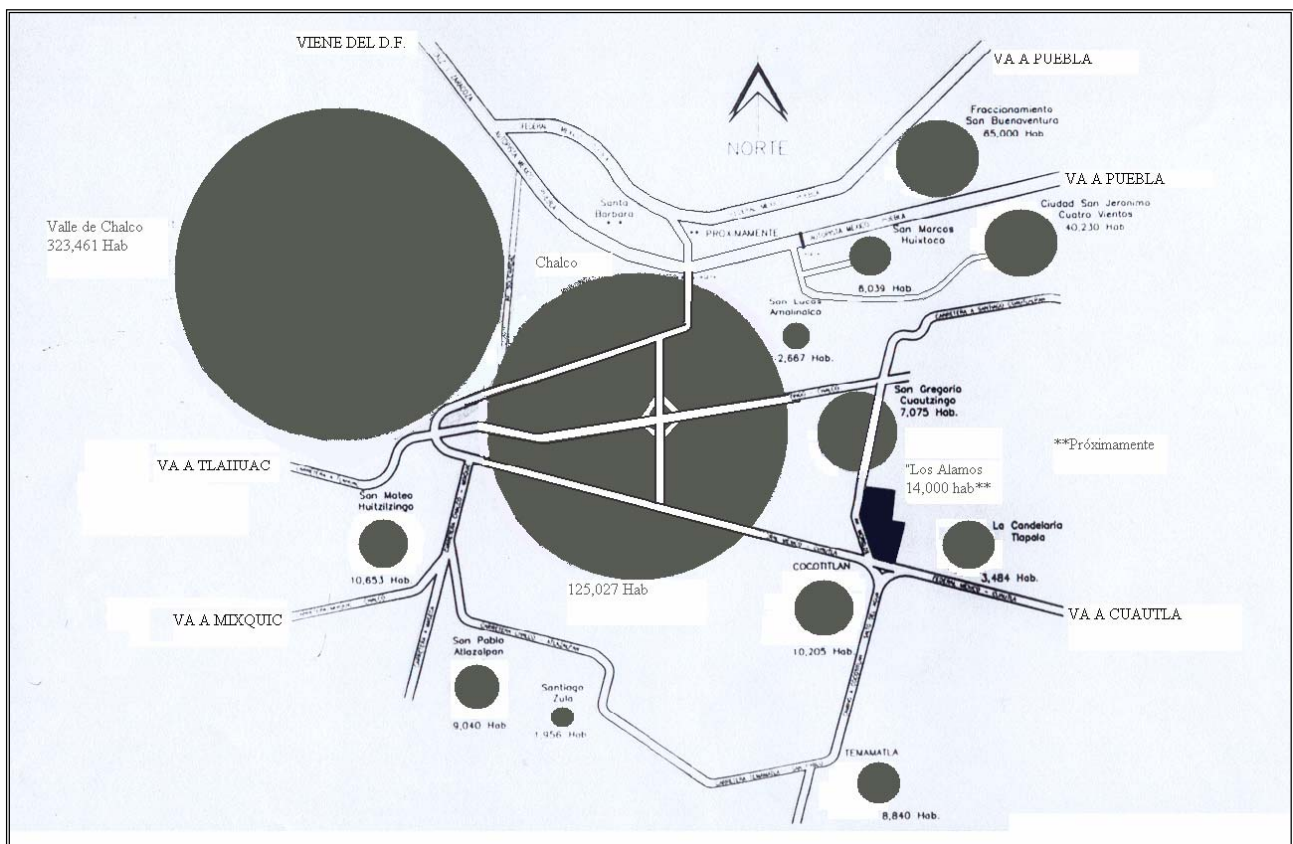 VIENE DEL D.F.
VA A PUEBLA
Fraccionamiento
San Buenaventura
65,000 Hab.
NORTE
VA A PUEBLA
Ciudad San Jeronimo
Cuatro Vientos
40,230 Hab
Santa
Barbara
** PROXIMAMENTE
AUTOPISTA MEXICO PUEBLA
San Marcos
Huixtoco
8,039 Hab.
Valle de Chalco
323,461 Hab
Chalco
San Lucas
Amalinalco
2,667 Hab.
San Gregorio
Cuautzingo
7,075 Hab.
**Próximamente
"Los Alamos
14,000 hab**
VA A TLAHUAC
San Mateo
Huitzilzingo
10,653 Hab.
La Candelaria
Tlapala
3,484 Hab.
COCOTITLAN
10,205 Hab.
125,027 Hab
VA A MIXQUIC
VA A CUAUTLA
San Pablo
Atlazalpan
9,040 Hab
Santiago
Zula
1,956 Hab
TEMAMATLA
8,840 Hab.